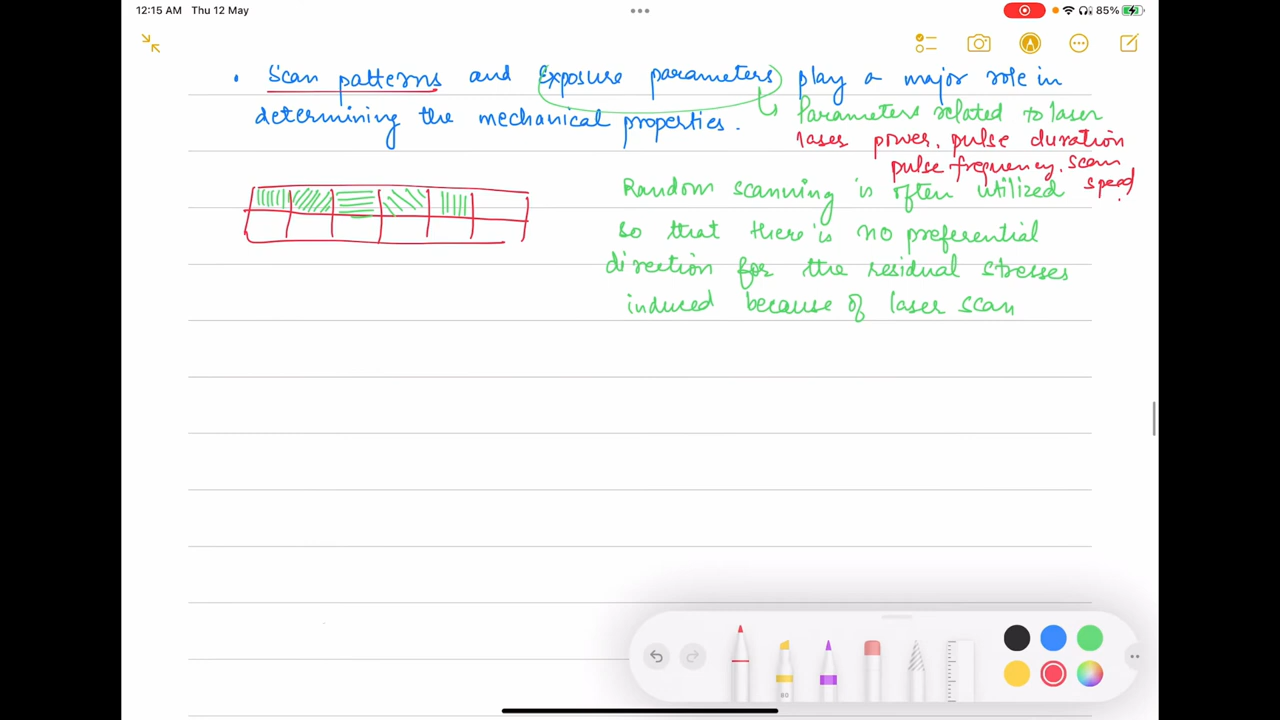 12:15 AM Thu 12 May
85%
• Scan patterns and Exposure parameters play a major role in
determining the mechanical properties.
Parameters related to laser
laser power, pulse duration
pulse frequency, scan
speed.
Random scanning is often utilized
so that there is no preferential
direction for the residual stresses
induced because of laser scan
80